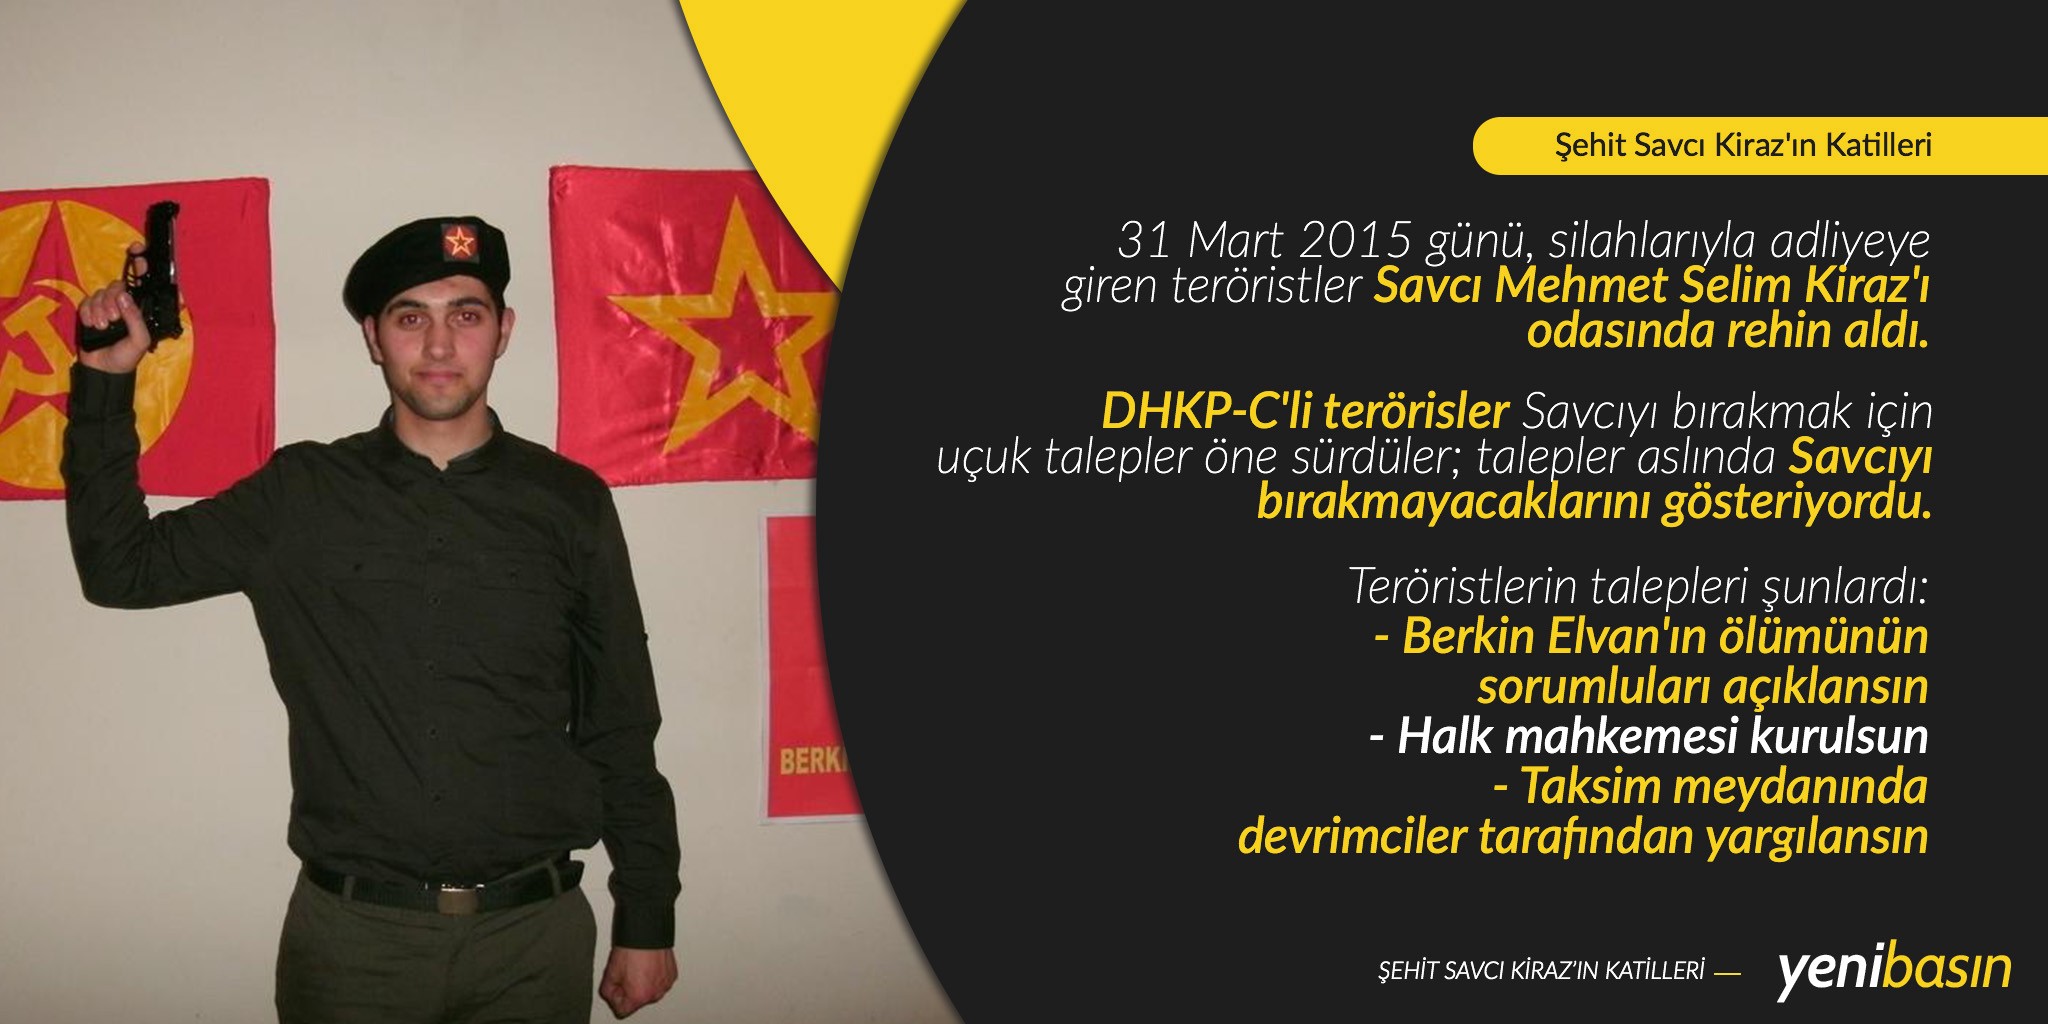 Şehit Savcı Kiraz'ın Katilleri
31 Mart 2015 günü, silahlarıyla adliyeye
giren teröristler Savcı Mehmet Selim Kiraz'ı
odasında rehin aldı.
DHKP-C'li terörisler Savcıyı bırakmak için
uçuk talepler öne sürdüler; talepler aslında Savcıyı
bırakmayacaklarını gösteriyordu.
Teröristlerin talepleri şunlardı:
- Berkin Elvan'ın ölümünün
sorumluları açıklansın
- Halk mahkemesi kurulsun
- Taksim meydanında
devrimciler tarafından yargılansın
BERK
ŞEHİT SAVCI KİRAZ'IN KATİLLERİ — yenibasın